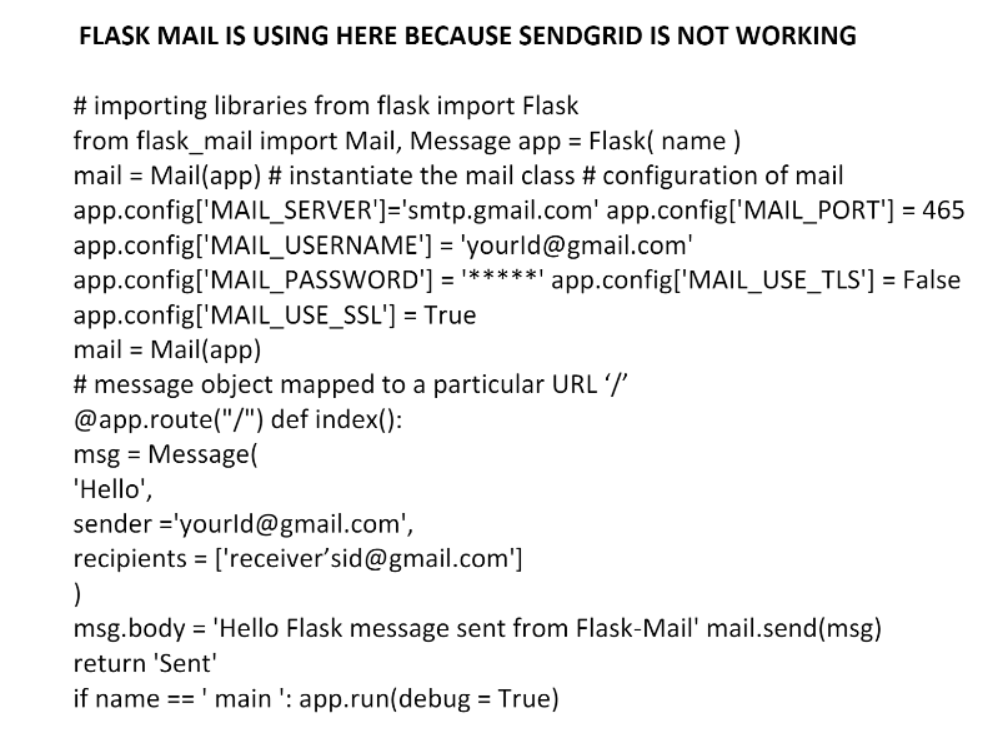 FLASK MAIL IS USING HERE BECAUSE SENDGRID IS NOT WORKING
# importing libraries from flask import Flask
from flask_mail import Mail, Message app = Flask( name )
mail = Mail(app) # instantiate the mail class # configuration of mail
app.config['MAIL_SERVER']='smtp.gmail.com' app.config['MAIL_PORT'] = 465
app.config['MAIL_USERNAME'] = 'yourId@gmail.com'
app.config['MAIL_PASSWORD'] = '*****' app.config['MAIL_USE_TLS'] = False
app.config['MAIL_USE_SSL'] = True
mail = Mail(app)
# message object mapped to a particular URL ‘/’
@app.route("/") def index():
msg = Message(
'Hello',
sender ='yourId@gmail.com',
recipients = ['receiver’sid@gmail.com']
)
msg.body = 'Hello Flask message sent from Flask-Mail' mail.send(msg)
return 'Sent'
if name == ' main ': app.run(debug = True)